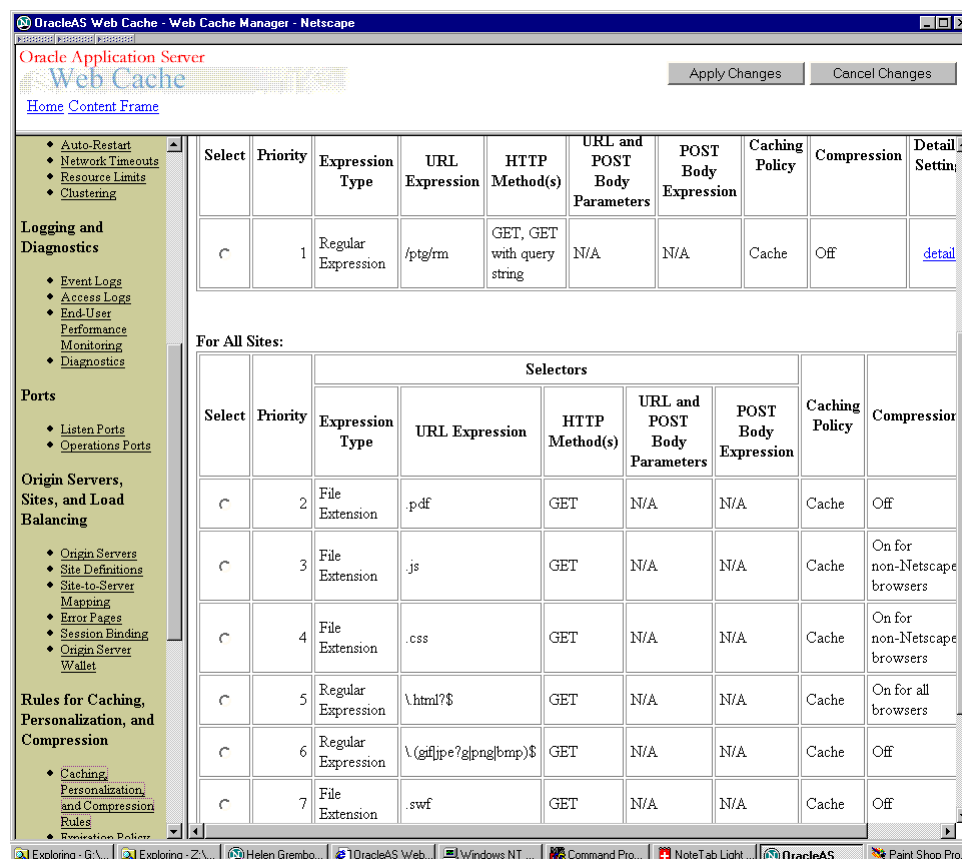 OracleAS Web Cache - Web Cache Manager - Netscape
Oracle Application Server
Web Cache
Apply Changes Cancel Changes
Home Content Frame
Auto-Restart
Network Timeouts
Resource Limits
Clustering
Logging and
Diagnostics
Event Logs
Access Logs
End-User
Performance
Monitoring
Diagnostics
Ports
Listen Ports
Operations Ports
Origin Servers,
Sites, and Load
Balancing
Origin Servers
Site Definitions
Site-to-Server
Mapping
Error Pages
Session Binding
Origin Server
Wallet
Rules for Caching,
Personalization, and
Compression
Caching,
Personalization,
and Compression
Rules
Expiration Policy
Select Priority Expression Type URL Expression HTTP Method(s) URL and POST Body Parameters POST Body Expression Caching Policy Compression Detail Settin
1 Regular Expression /ptg/rm GET, GET with query string N/A N/A Cache Off detail
For All Sites:
Selectors
Select Priority Expression Type URL Expression HTTP Method(s) URL and POST Body Parameters POST Body Expression Caching Policy Compression
2 File Extension .pdf GET N/A N/A Cache Off
3 File Extension .js GET N/A N/A Cache On for non-Netscape browsers
4 File Extension .css GET N/A N/A Cache On for non-Netscape browsers
5 Regular Expression \.html?$ GET N/A N/A Cache On for all browsers
6 Regular Expression \.(gif|jpe?g|png|bmp)$ GET N/A N/A Cache Off
7 File Extension .swf GET N/A N/A Cache Off
Exploring - G:\... Exploring - Z:\... Helen Grembo... OracleAS Web... Windows NT ... Command Pro... NoteTab Light ... OracleAS Paint Shop Pro